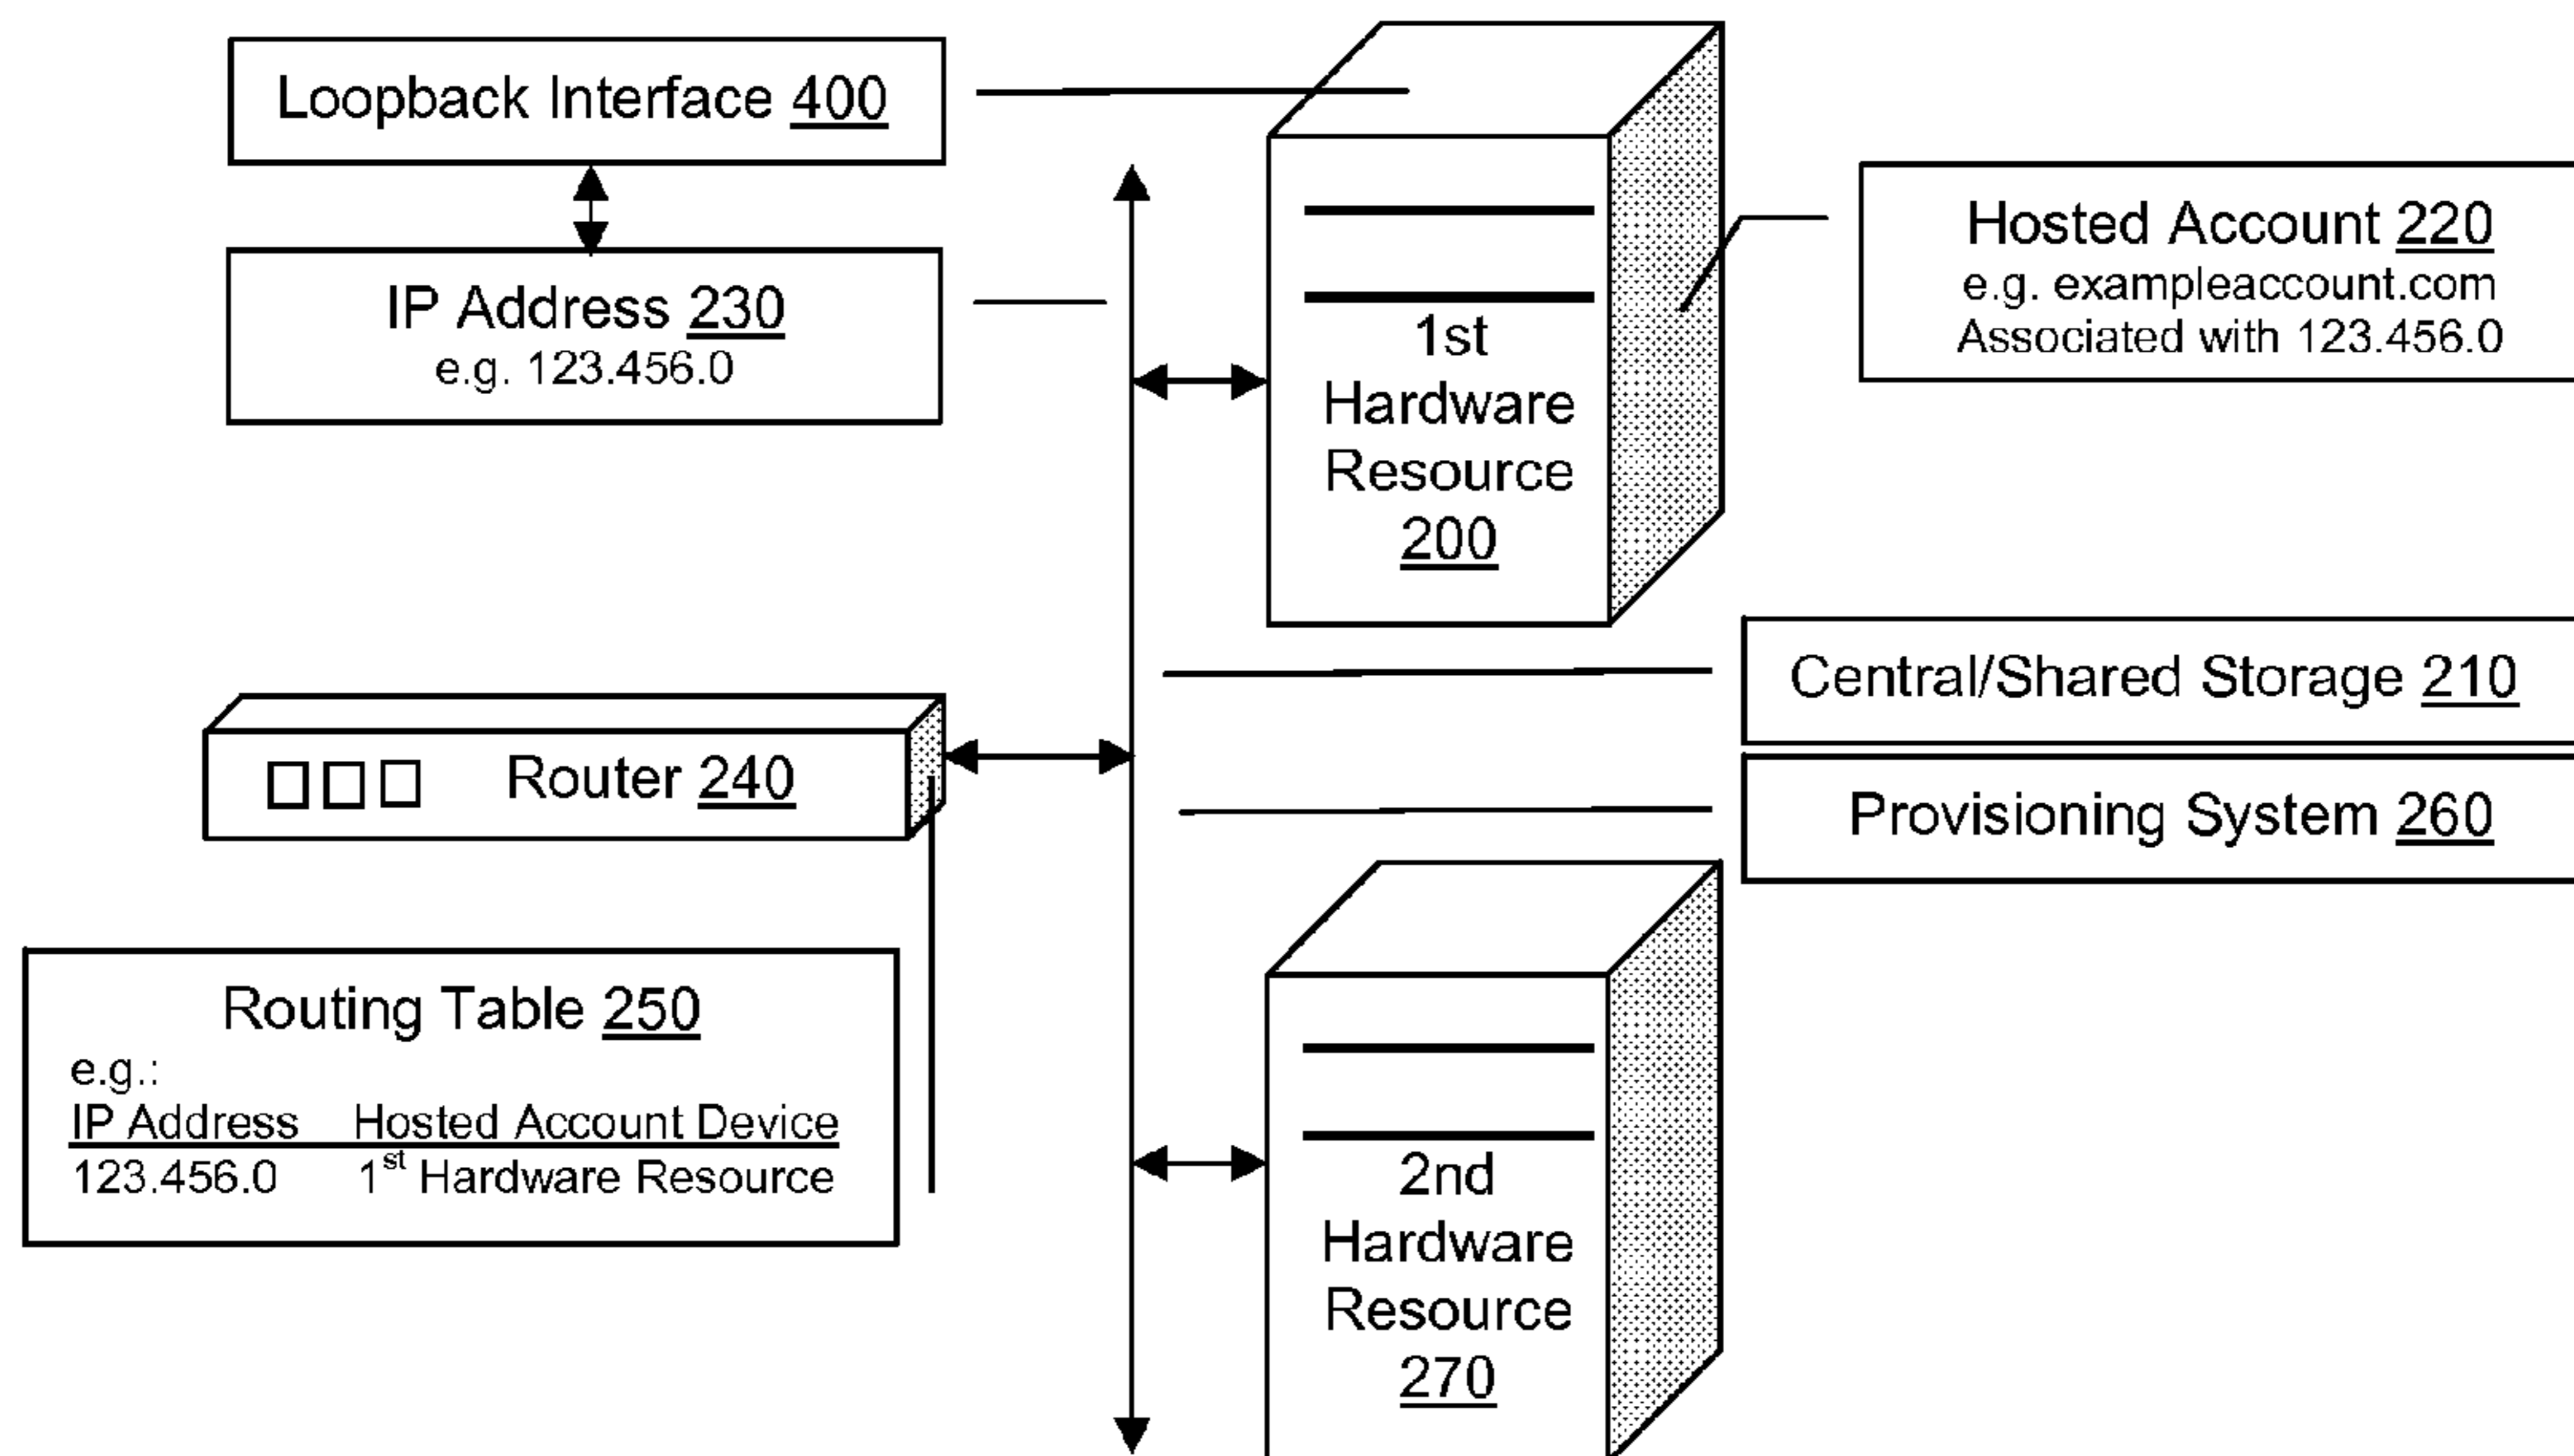 Loopback Interface 400
IP Address 230
e.g. 123.456.0
1st
Hardware
Resource
200
Hosted Account 220
e.g. exampleaccount.com
Associated with 123.456.0
Central/Shared Storage 210
Provisioning System 260
Router 240
Routing Table 250
e.g.:
IP Address Hosted Account Device
123.456.0 1st Hardware Resource
2nd
Hardware
Resource
270